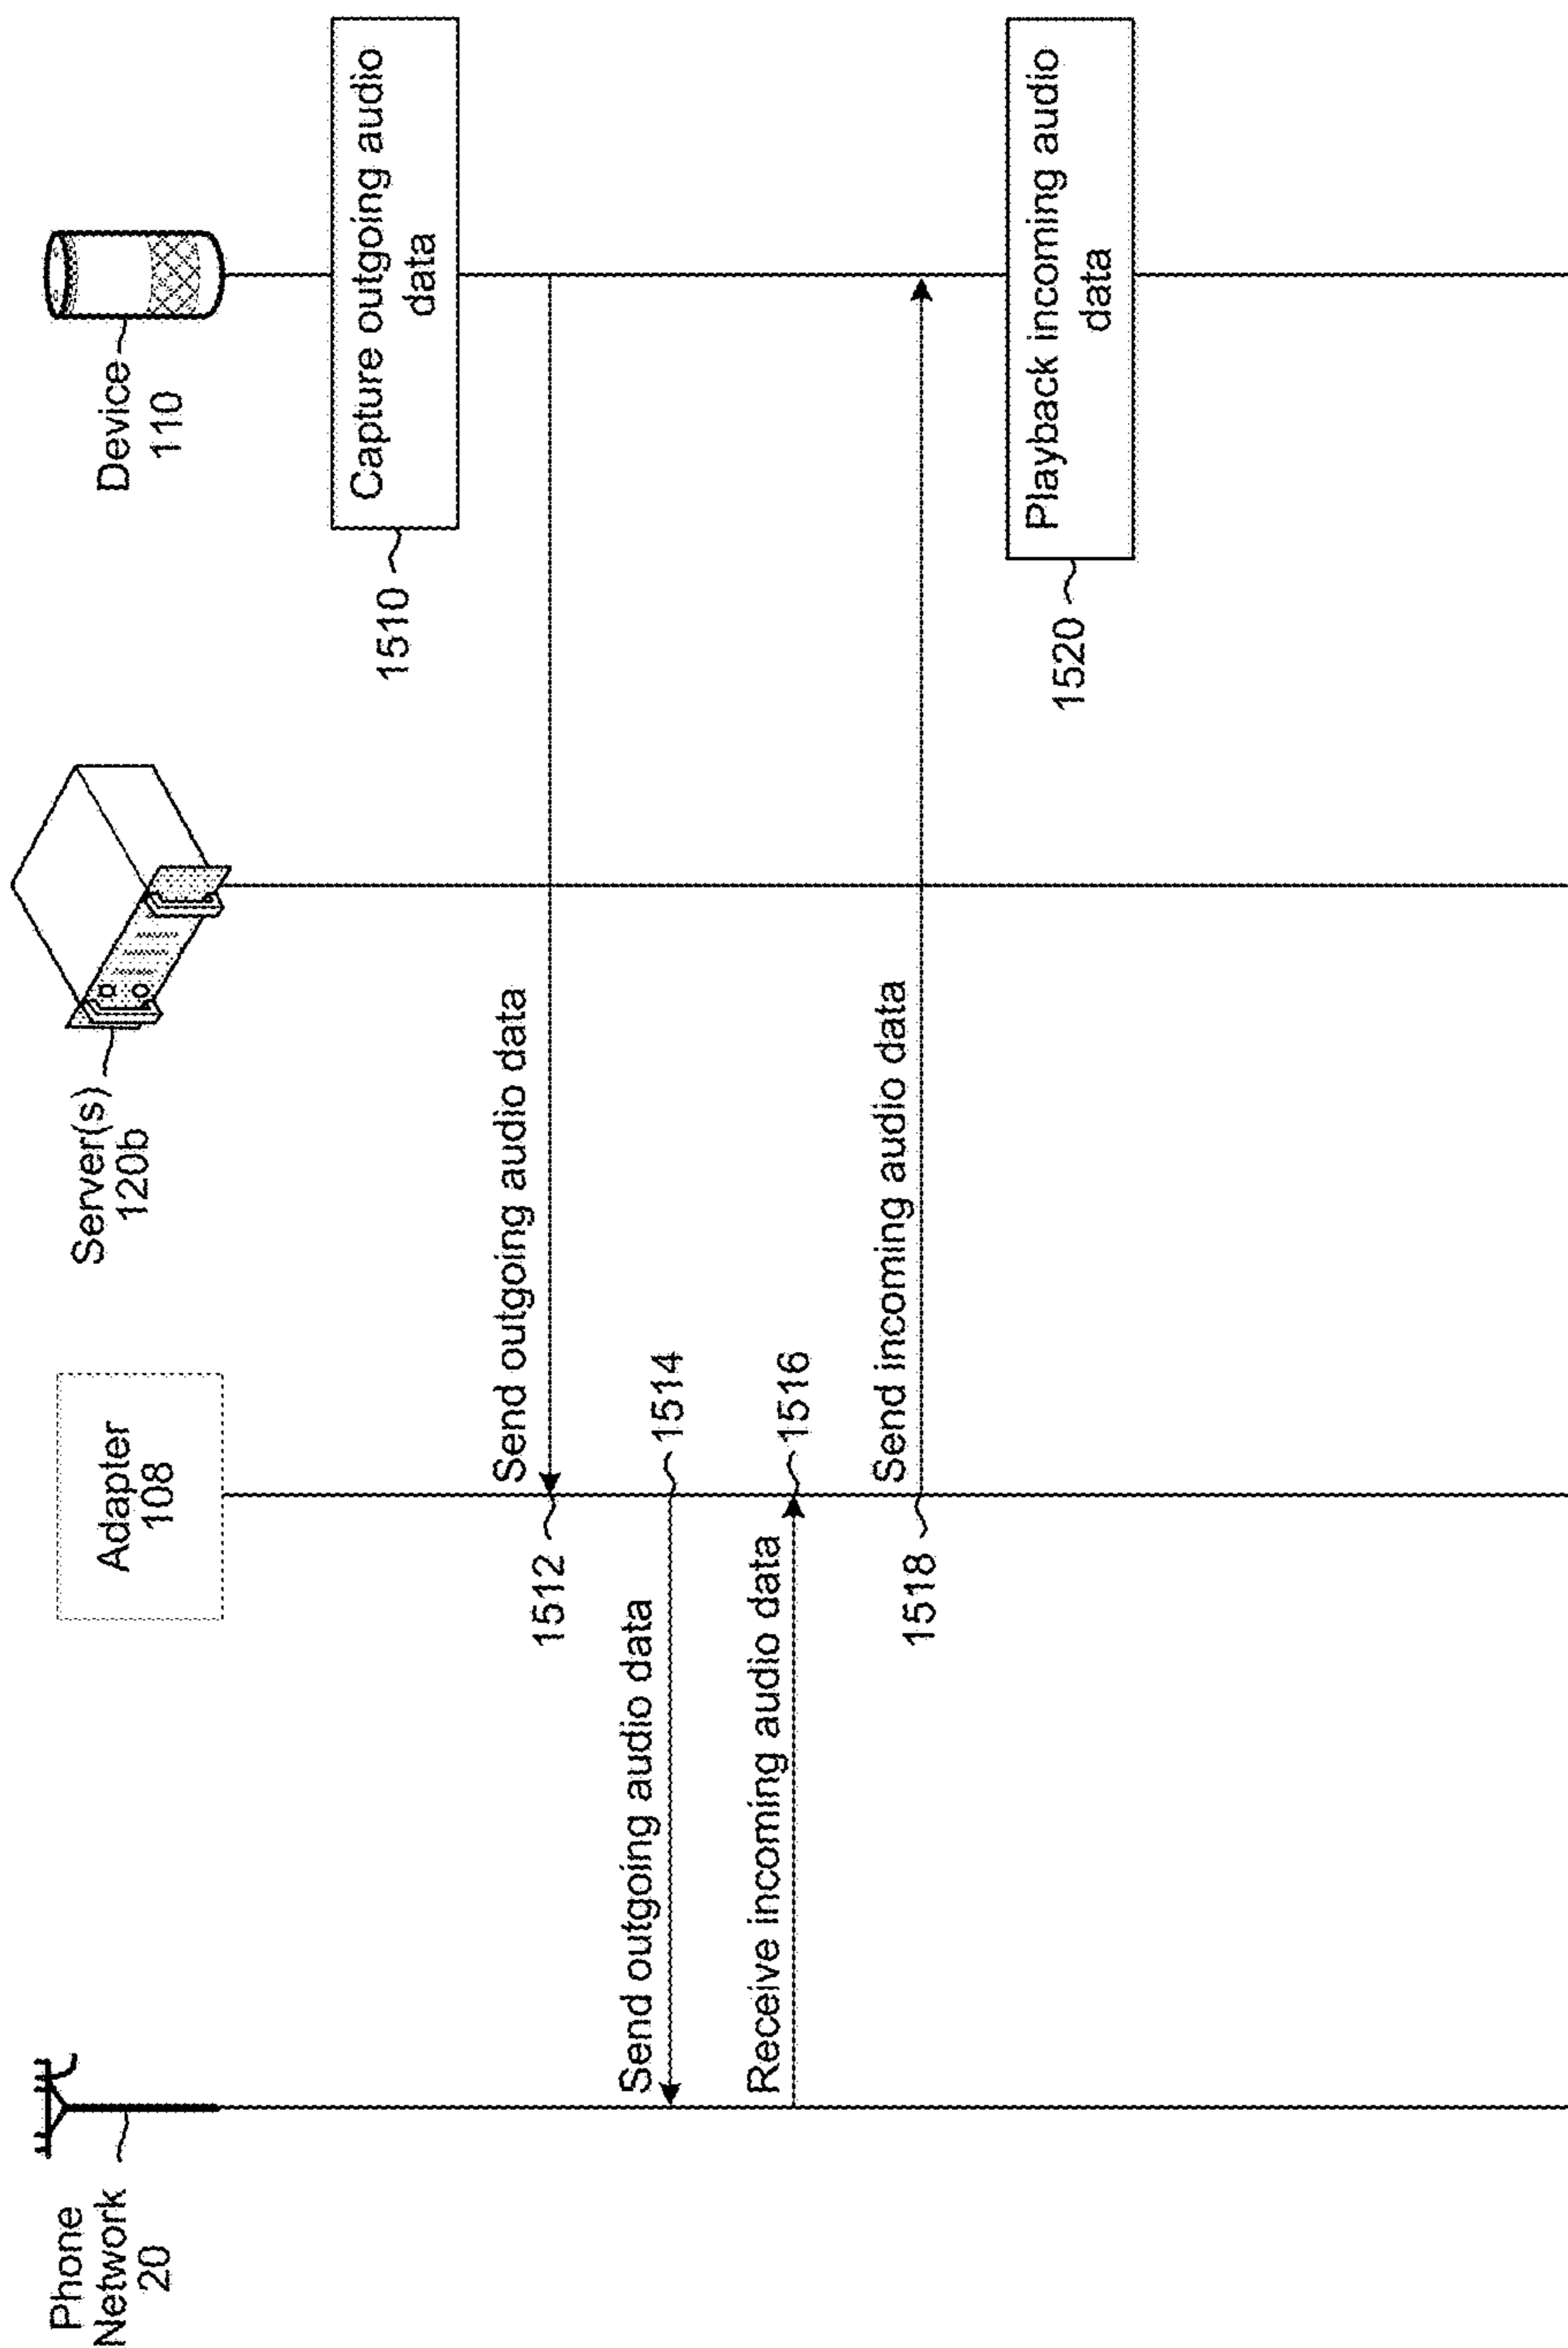 Phone
Network
20
Adapter
108
Server(s)
120b
Device
110
1510
Capture outgoing audio
data
Send outgoing audio data
1512
Send outgoing audio data
1514
Receive incoming audio data
1516
Send incoming audio data
1518
1520
Playback incoming audio
data